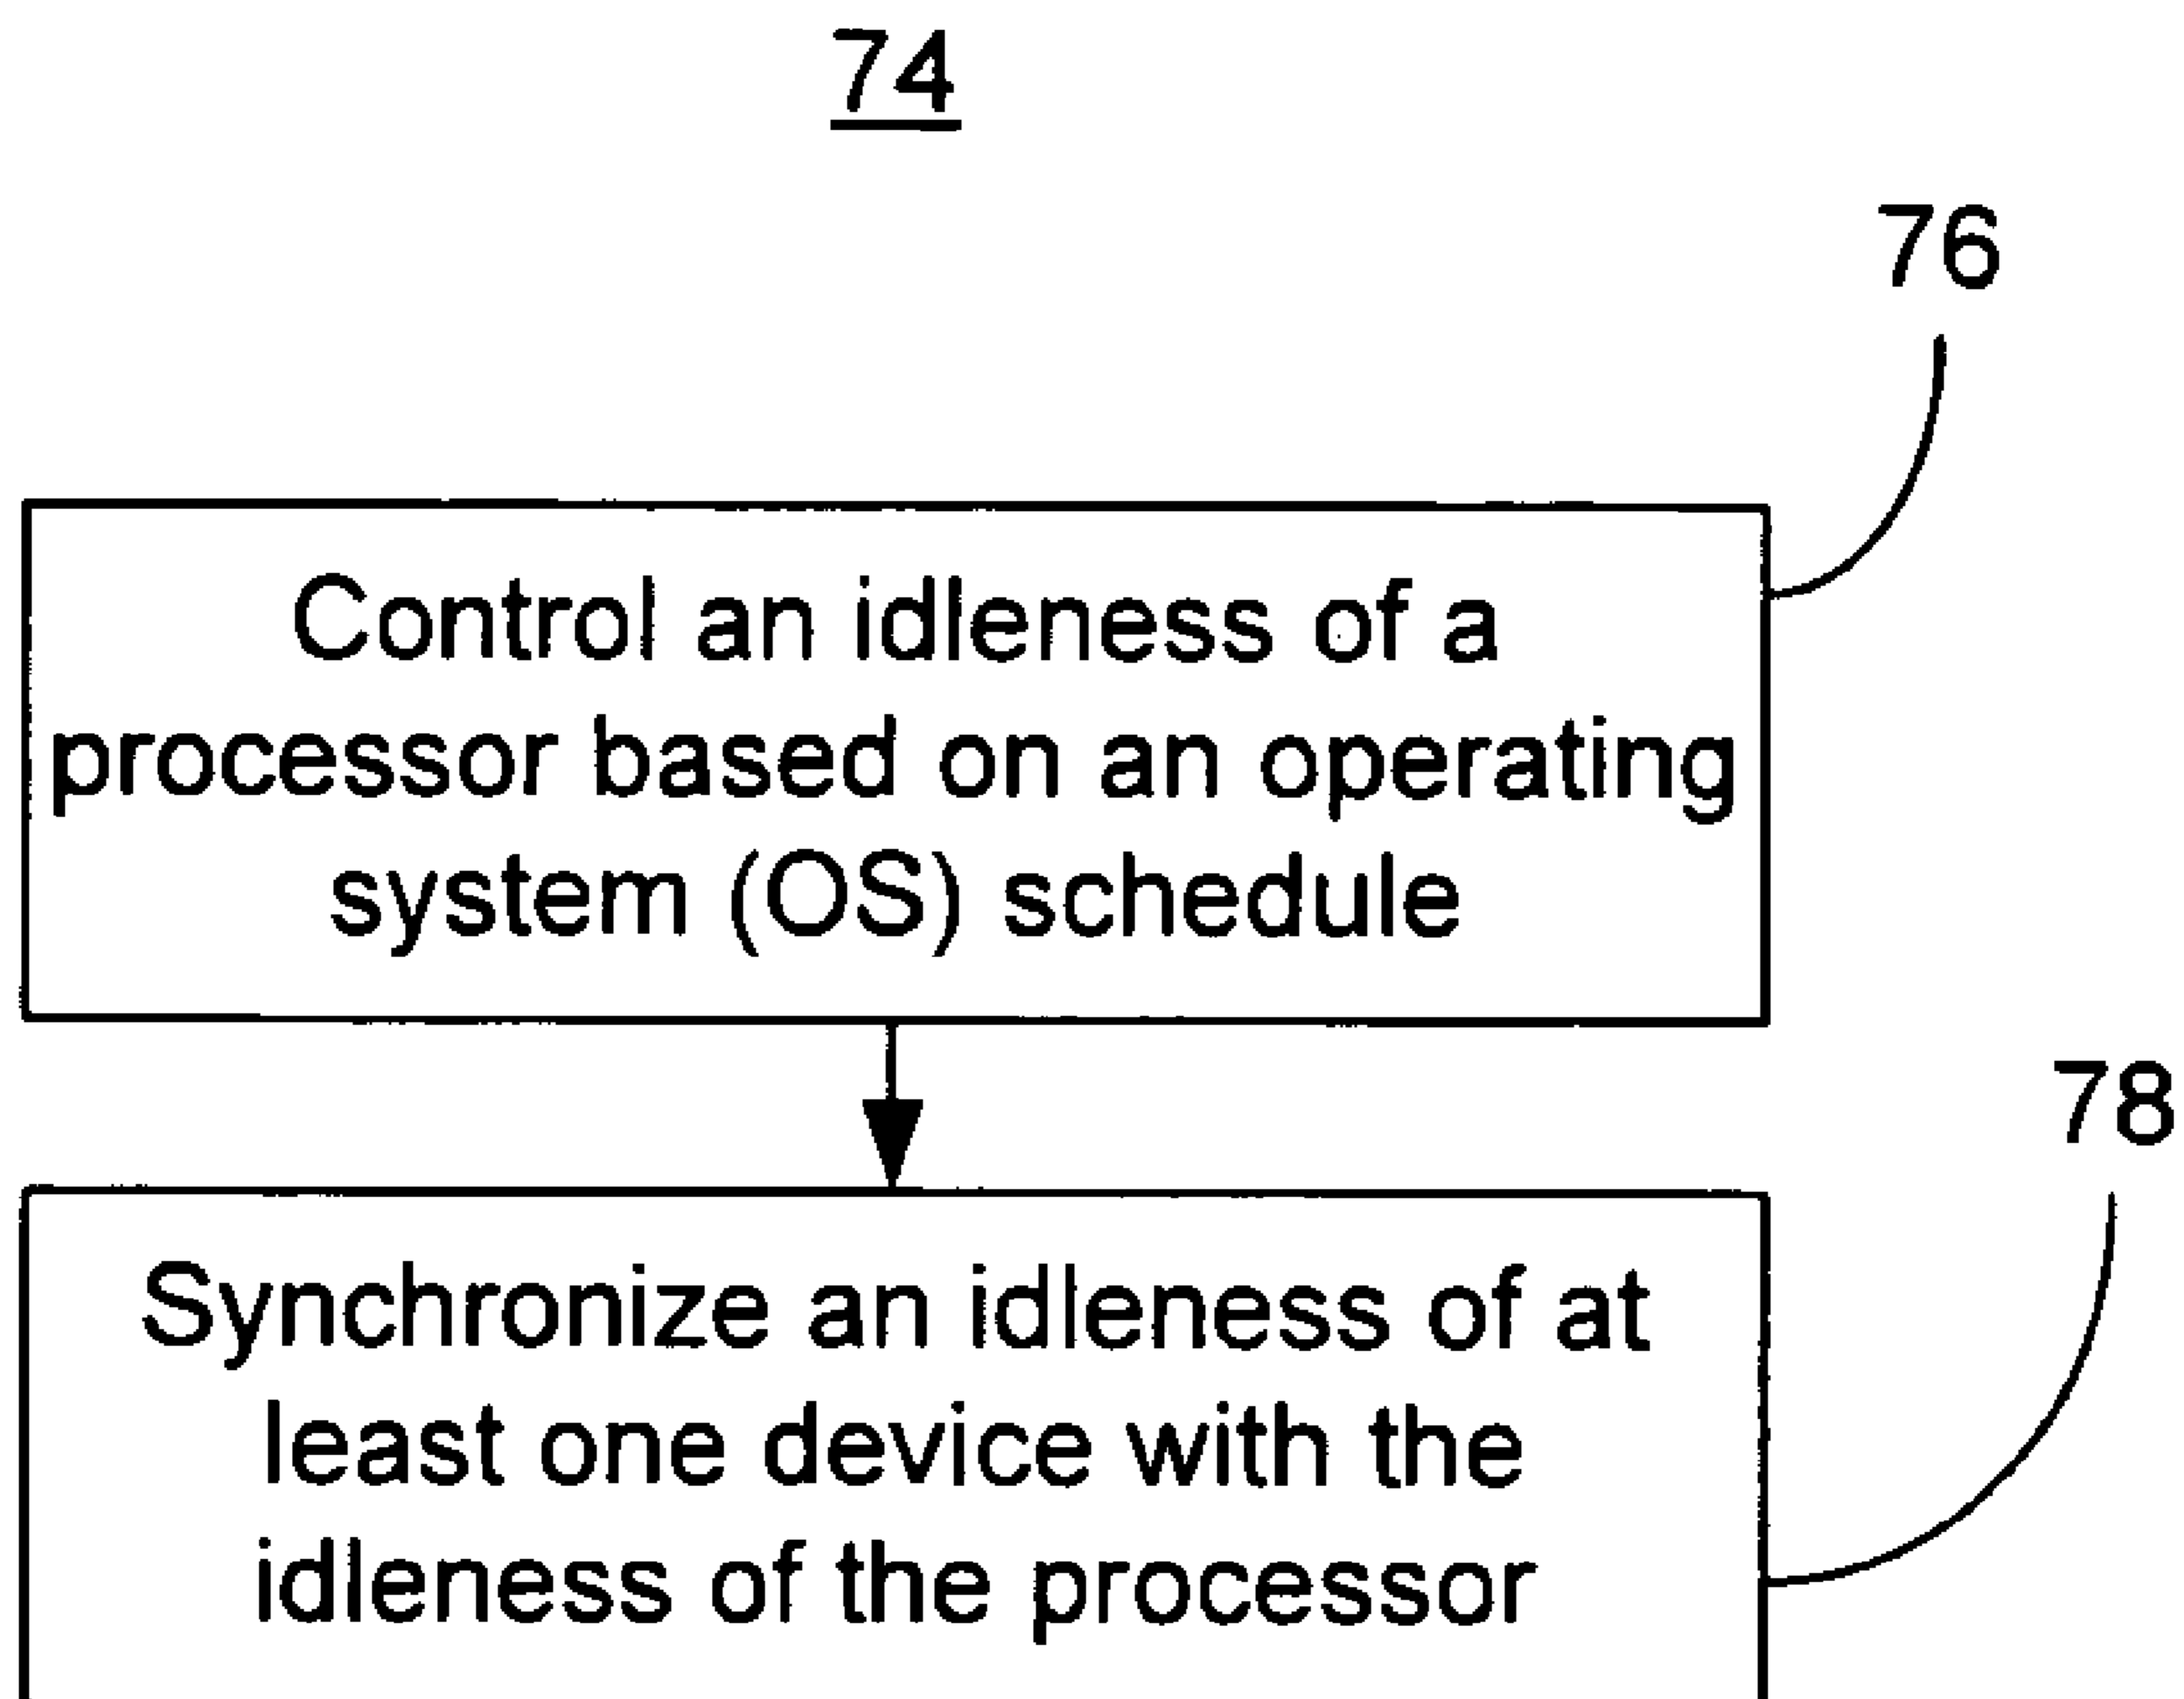 74
76
Control an idleness of a
processor based on an operating
system (OS) schedule
78
Synchronize an idleness of at
least one device with the
idleness of the processor